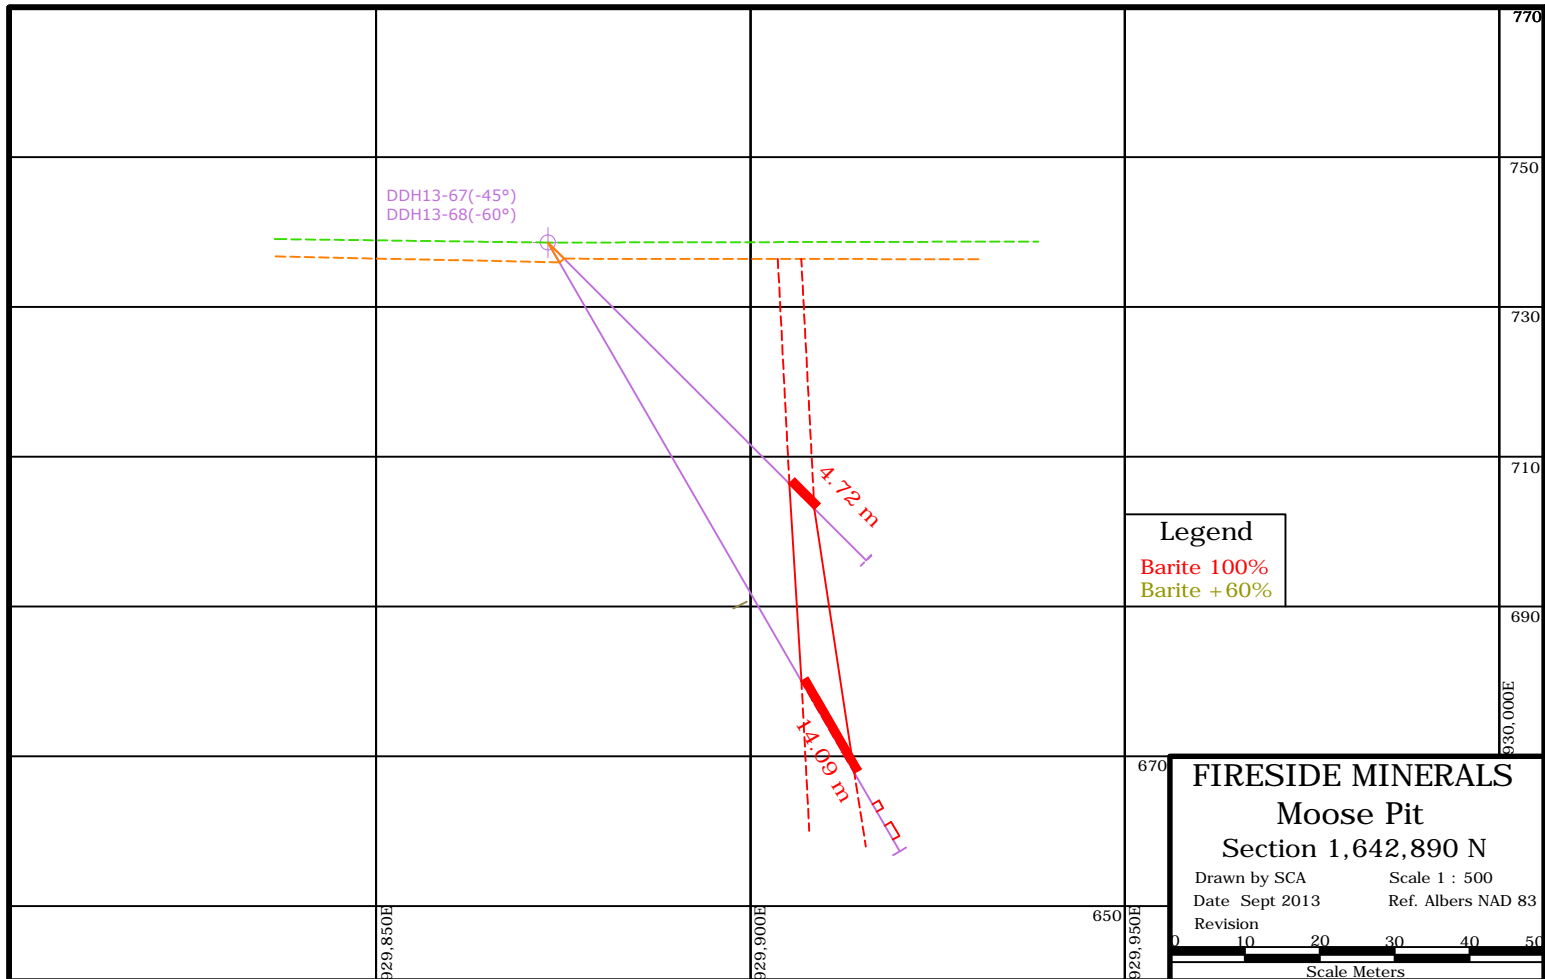 770
750
DDH13-67(-45°)
DDH13-68(-60°)
730
710
4.72 m
Legend
Barite 100%
Barite +60%
690
14.09 m
930,000E
670
FIRESIDE MINERALS
Moose Pit
Section 1,642,890 N
Drawn by SCA Scale 1 : 500
Date Sept 2013 Ref. Albers NAD 83
Revision
650
929,850E
929,900E
929,950E
0 10 20 30 40 50
Scale Meters